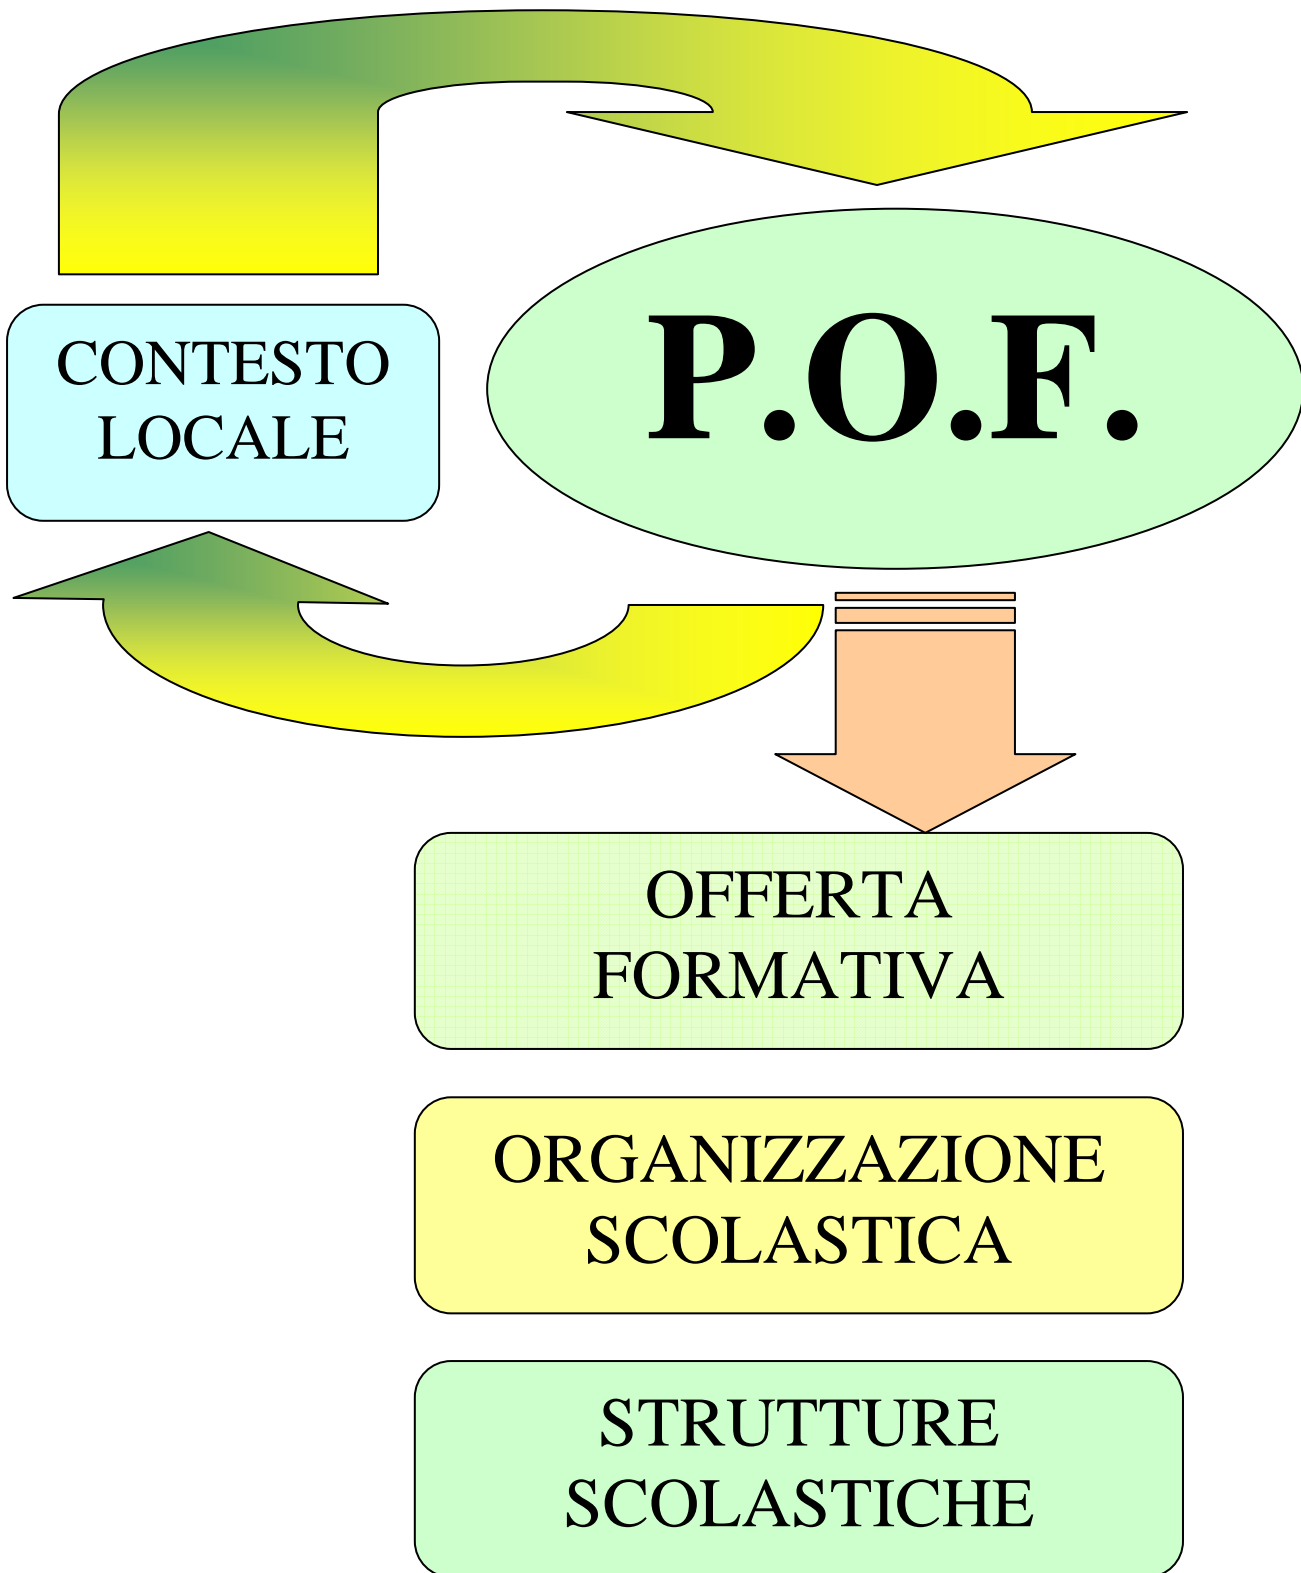 P.O.F.
CONTESTO
LOCALE
OFFERTA
FORMATIVA
ORGANIZZAZIONE
SCOLASTICA
STRUTTURE
SCOLASTICHE